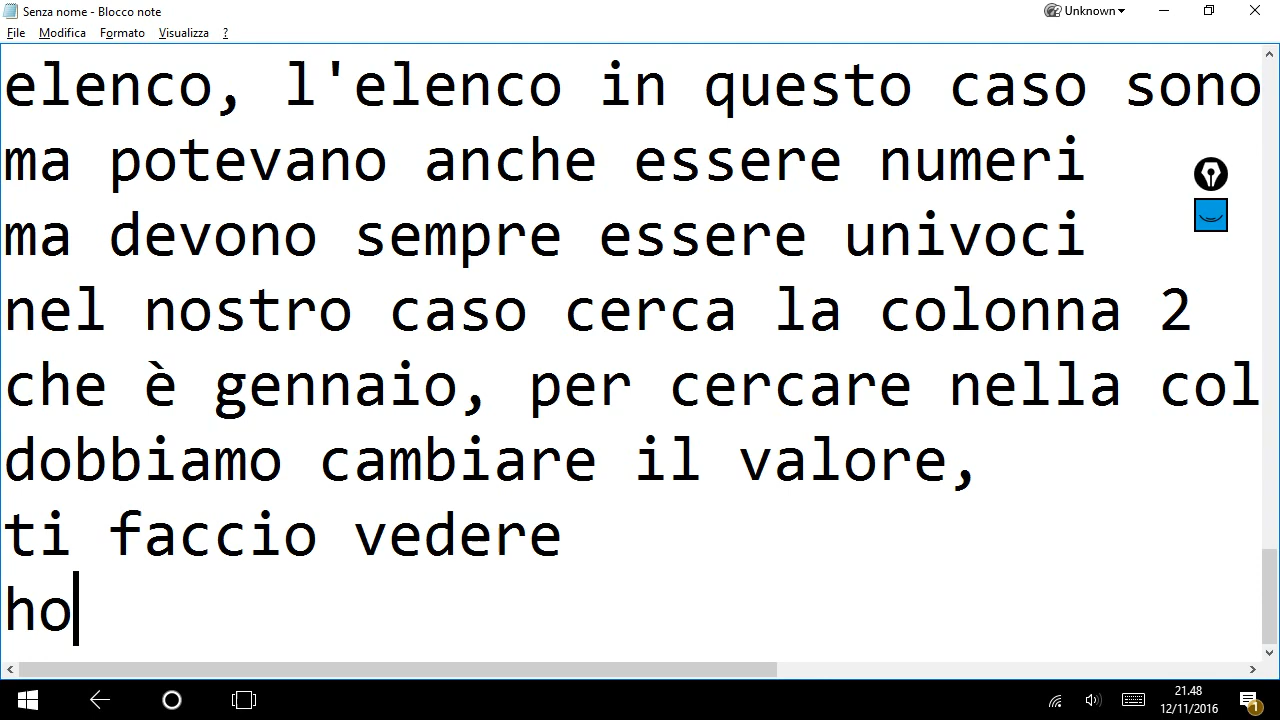 Senza nome - Blocco note
Unknown
File Modifica Formato Visualizza ?
elenco, l'elenco in questo caso sono
ma potevano anche essere numeri
ma devono sempre essere univoci
nel nostro caso cerca la colonna 2
che è gennaio, per cercare nella col
dobbiamo cambiare il valore,
ti faccio vedere
ho
21.48
12/11/2016
1